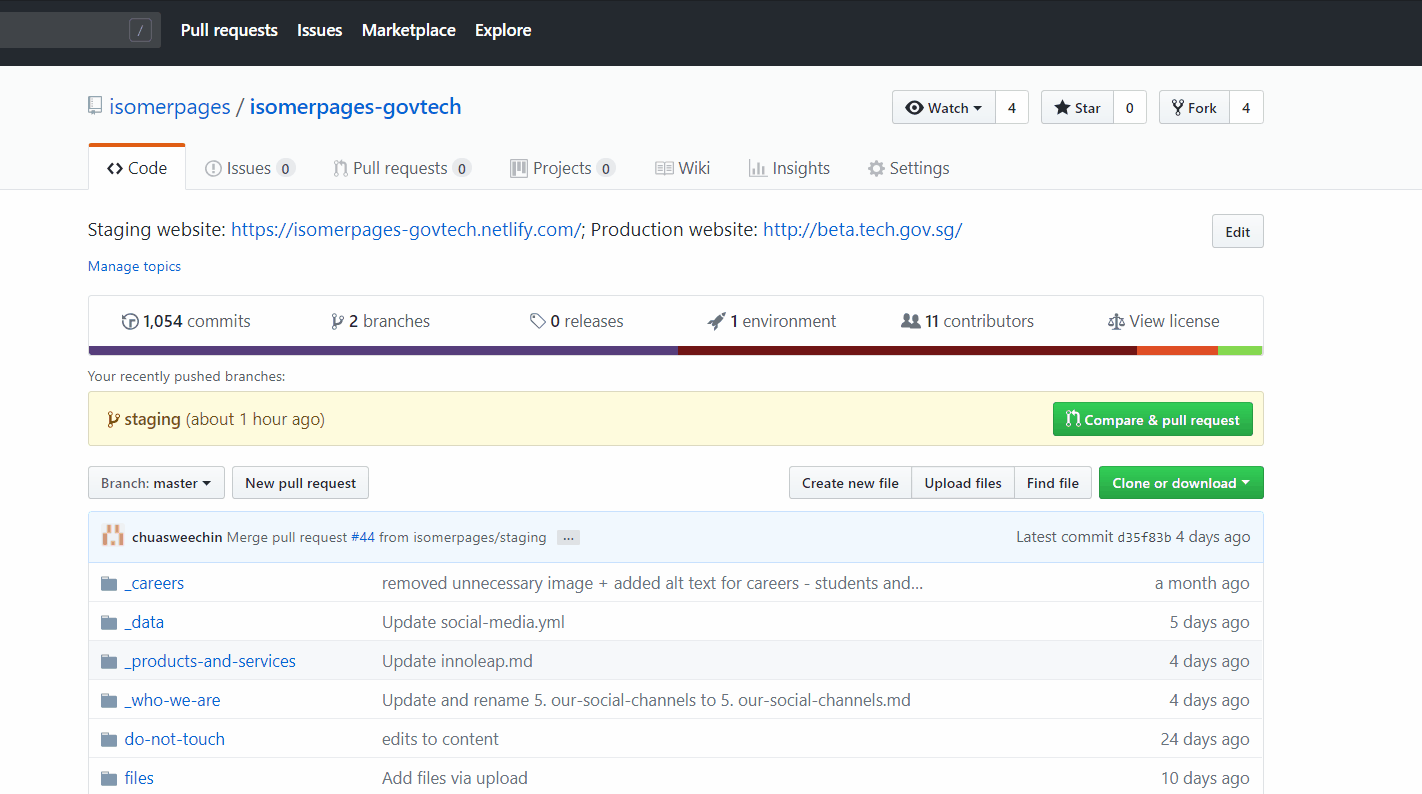 / Pull requests Issues Marketplace Explore
isomerpages / isomerpages-govtech Watch 4 Star 0 Fork 4
Code Issues 0 Pull requests 0 Projects 0 Wiki Insights Settings
Staging website: https://isomerpages-govtech.netlify.com/; Production website: http://beta.tech.gov.sg/ Edit
Manage topics
1,054 commits 2 branches 0 releases 1 environment 11 contributors View license
Your recently pushed branches:
staging (about 1 hour ago) Compare & pull request
Branch: master New pull request Create new file Upload files Find file Clone or download
chuasweechin Merge pull request #44 from isomerpages/staging ... Latest commit d35f83b 4 days ago
_careers removed unnecessary image + added alt text for careers - students and... a month ago
_data Update social-media.yml 5 days ago
_products-and-services Update innoleap.md 4 days ago
_who-we-are Update and rename 5. our-social-channels to 5. our-social-channels.md 4 days ago
do-not-touch edits to content 24 days ago
files Add files via upload 10 days ago